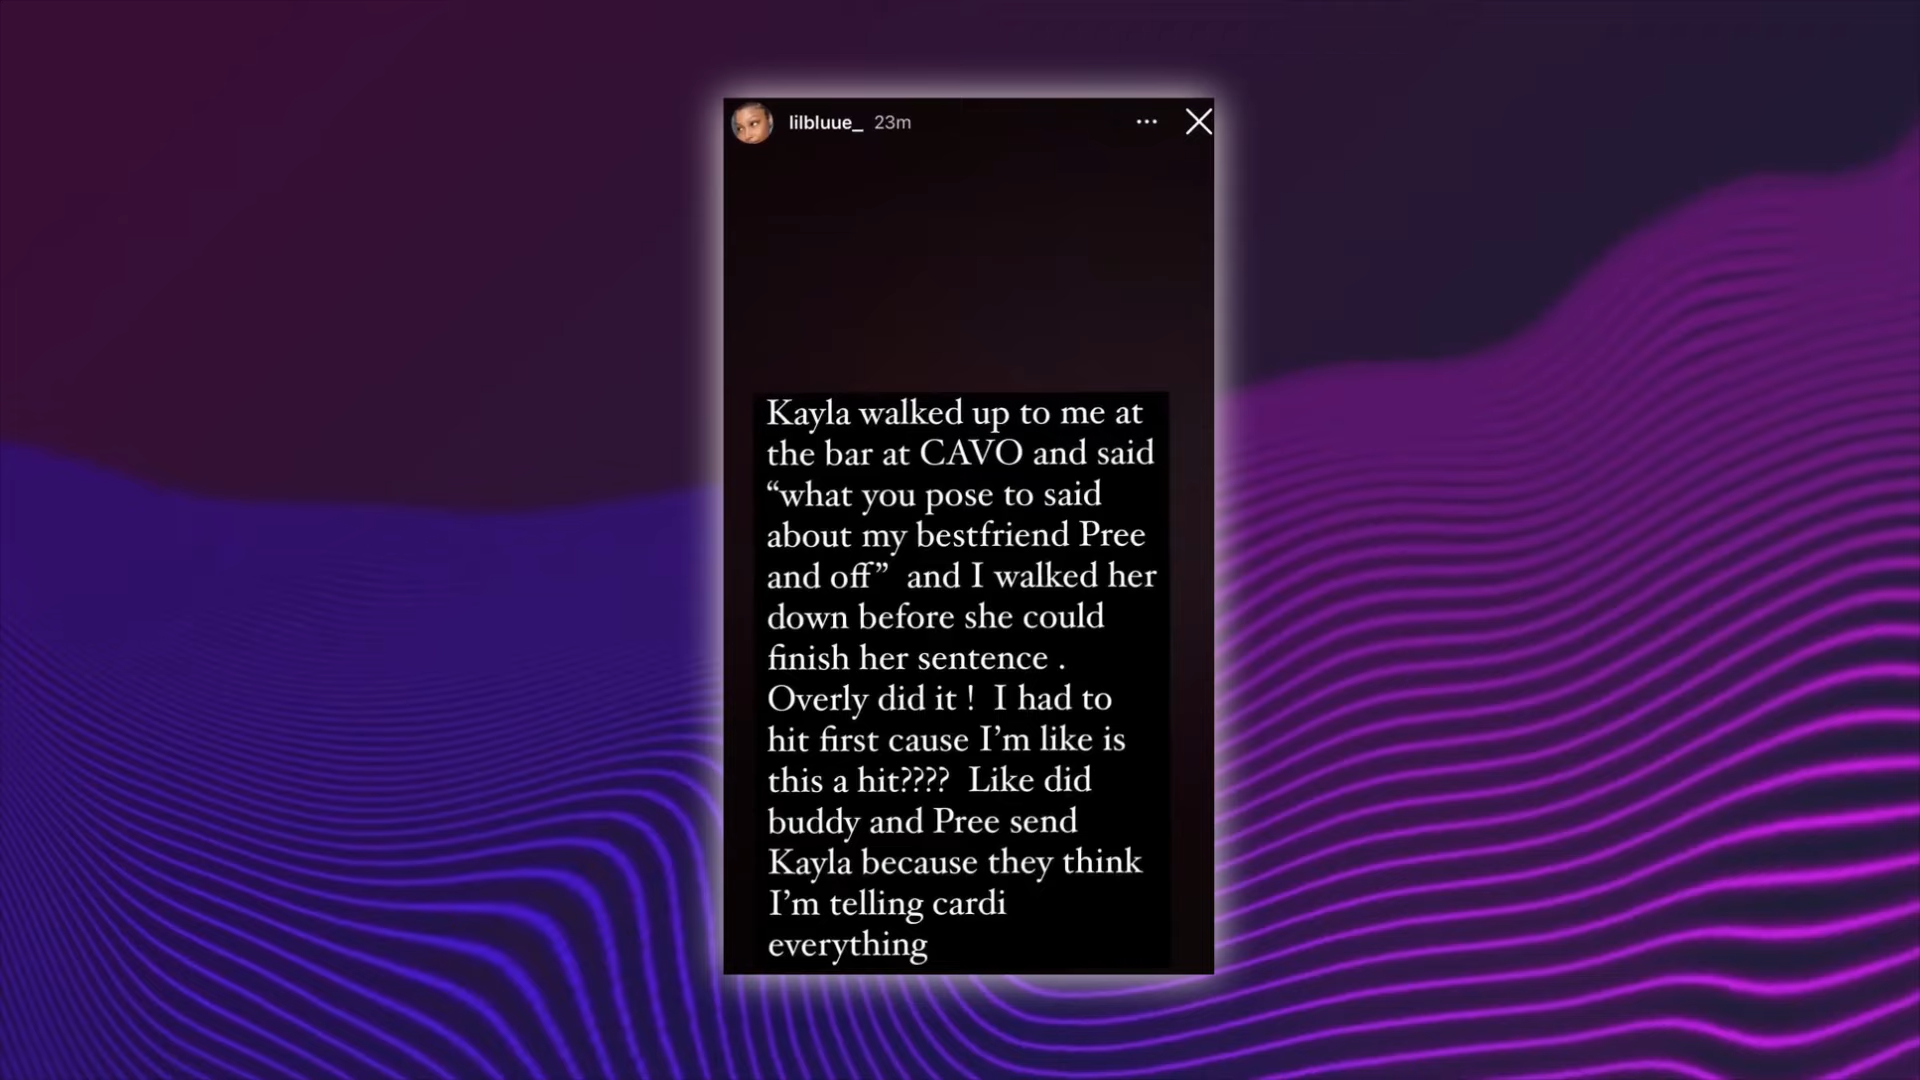 lilbluue_ 23m
Kayla walked up to me at
the bar at CAVO and said
“what you pose to said
about my bestfriend Pree
and off”  and I walked her
down before she could
finish her sentence .
Overly did it !  I had to
hit first cause I’m like is
this a hit????  Like did
buddy and Pree send
Kayla because they think
I’m telling cardi
everything